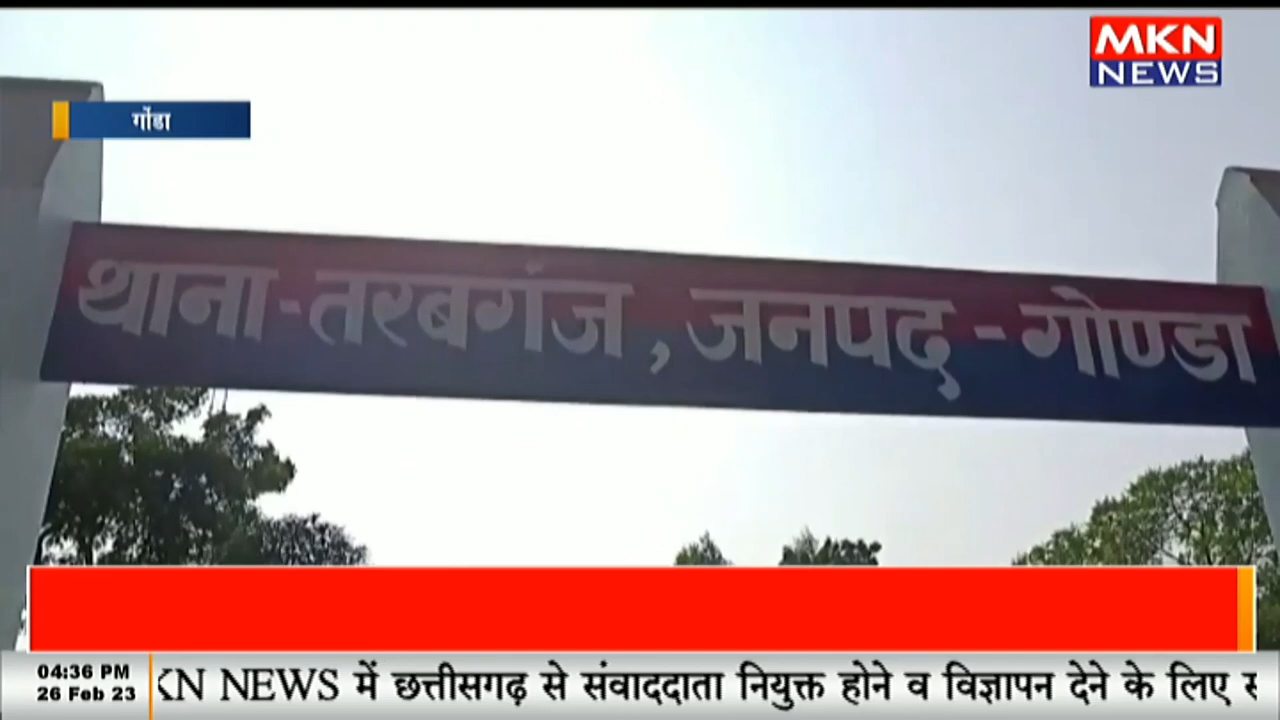 MKN
NEWS
गोंडा
थाना-तरबगंज, जनपद-गोण्डा
04:36 PM
26 Feb 23
KN NEWS में छत्तीसगढ़ से संवाददाता नियुक्त होने व विज्ञापन देने के लिए